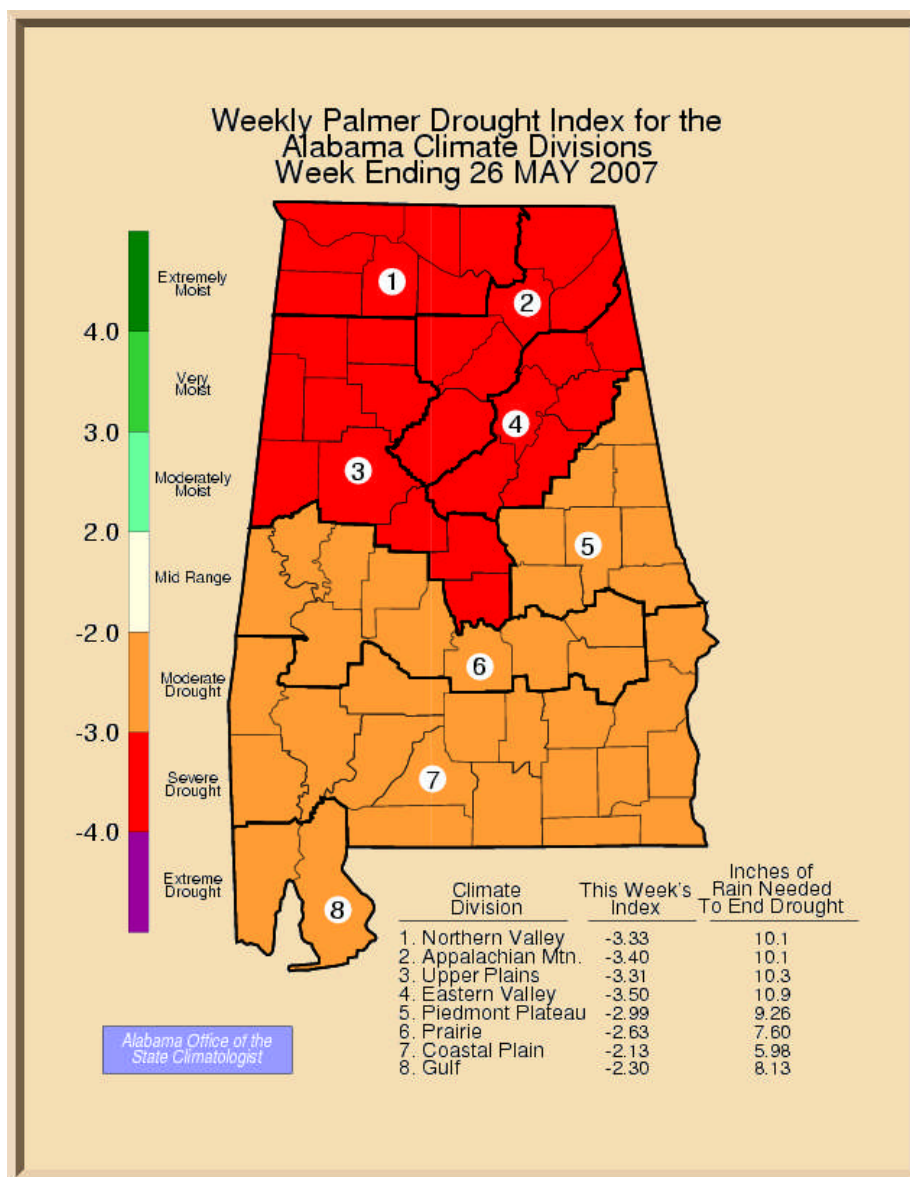 Weekly Palmer Drought Index for the
Alabama Climate Divisions
Week Ending 26 MAY 2007
Extremely
Moist
4.0
Very
Moist
3.0
Moderately
Moist
2.0
Mid Range
-2.0
Moderate
Drought
-3.0
Severe
Drought
-4.0
Extreme
Drought
1
2
3
4
5
6
7
8
Climate Division This Week's Index Inches of Rain Needed To End Drought
1. Northern Valley -3.33 10.1
2. Appalachian Mtn. -3.40 10.1
3. Upper Plains -3.31 10.3
4. Eastern Valley -3.50 10.9
5. Piedmont Plateau -2.99 9.26
6. Prairie -2.63 7.60
7. Coastal Plain -2.13 5.98
8. Gulf -2.30 8.13
Alabama Office of the
State Climatologist